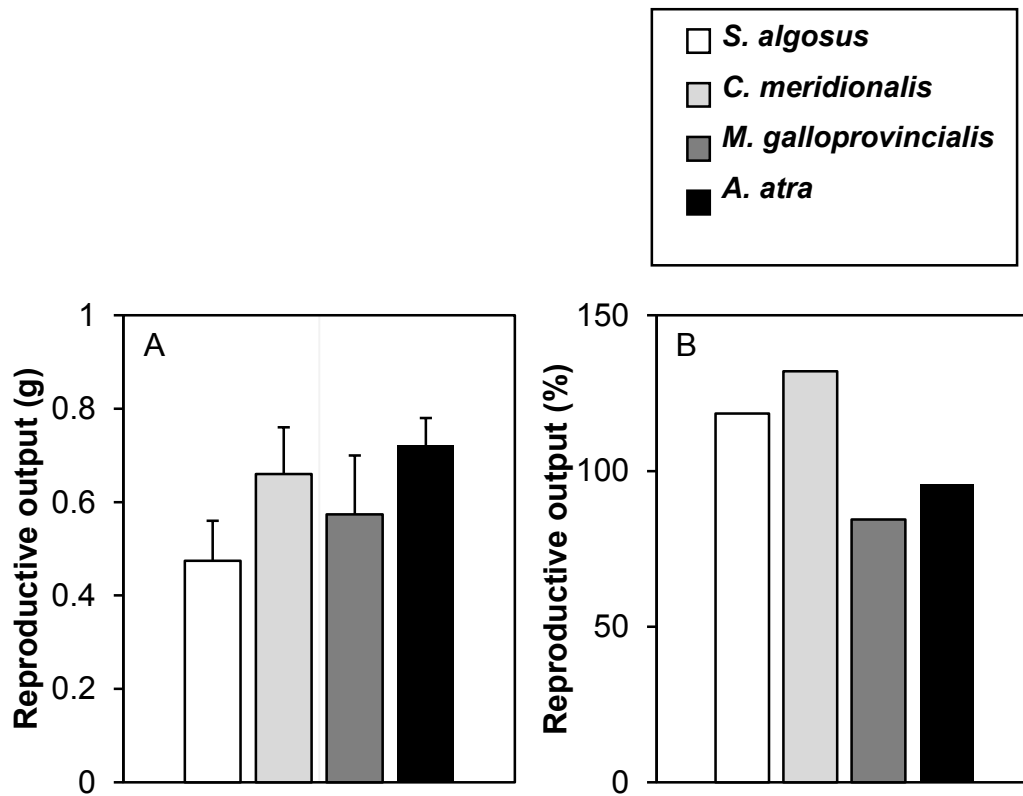 S. algosus
C. meridionalis
M. galloprovincialis
A. atra
A
Reproductive output (g)
1
0.8
0.6
0.4
0.2
0
B
Reproductive output (%)
150
100
50
0